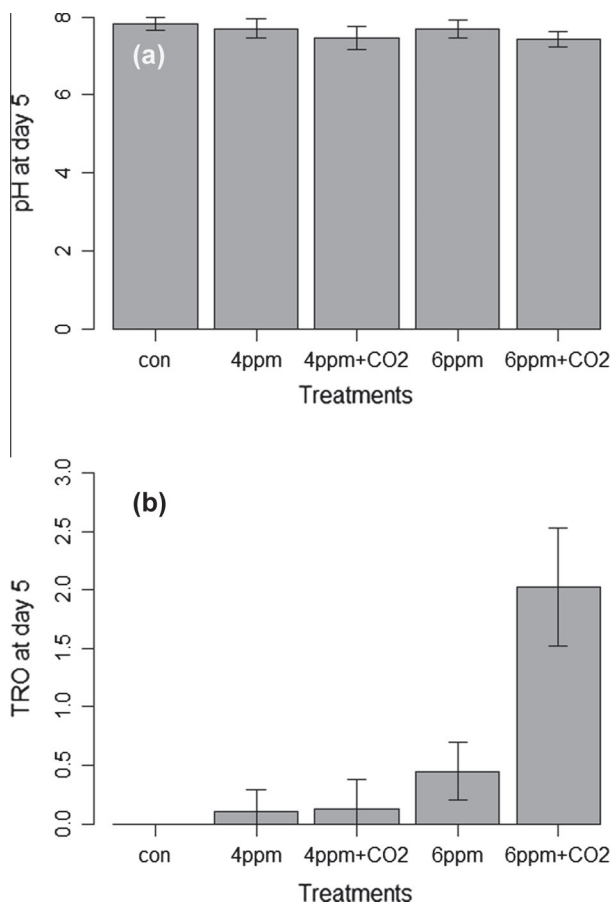 (a)
pH at day 5
8
6
4
2
0
con 4ppm 4ppm+CO2 6ppm 6ppm+CO2
Treatments
(b)
TRO at day 5
3.0
2.5
2.0
1.5
1.0
0.5
0.0
con 4ppm 4ppm+CO2 6ppm 6ppm+CO2
Treatments